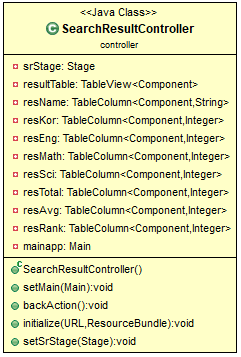 <<Java Class>>
SearchResultController
controller
srStage: Stage
resultTable: TableView<Component>
resName: TableColumn<Component,String>
resKor: TableColumn<Component,Integer>
resEng: TableColumn<Component,Integer>
resMath: TableColumn<Component,Integer>
resSci: TableColumn<Component,Integer>
resTotal: TableColumn<Component,Integer>
resAvg: TableColumn<Component,Integer>
resRank: TableColumn<Component,Integer>
mainapp: Main
SearchResultController()
setMain(Main):void
backAction():void
initialize(URL,ResourceBundle):void
setSrStage(Stage):void